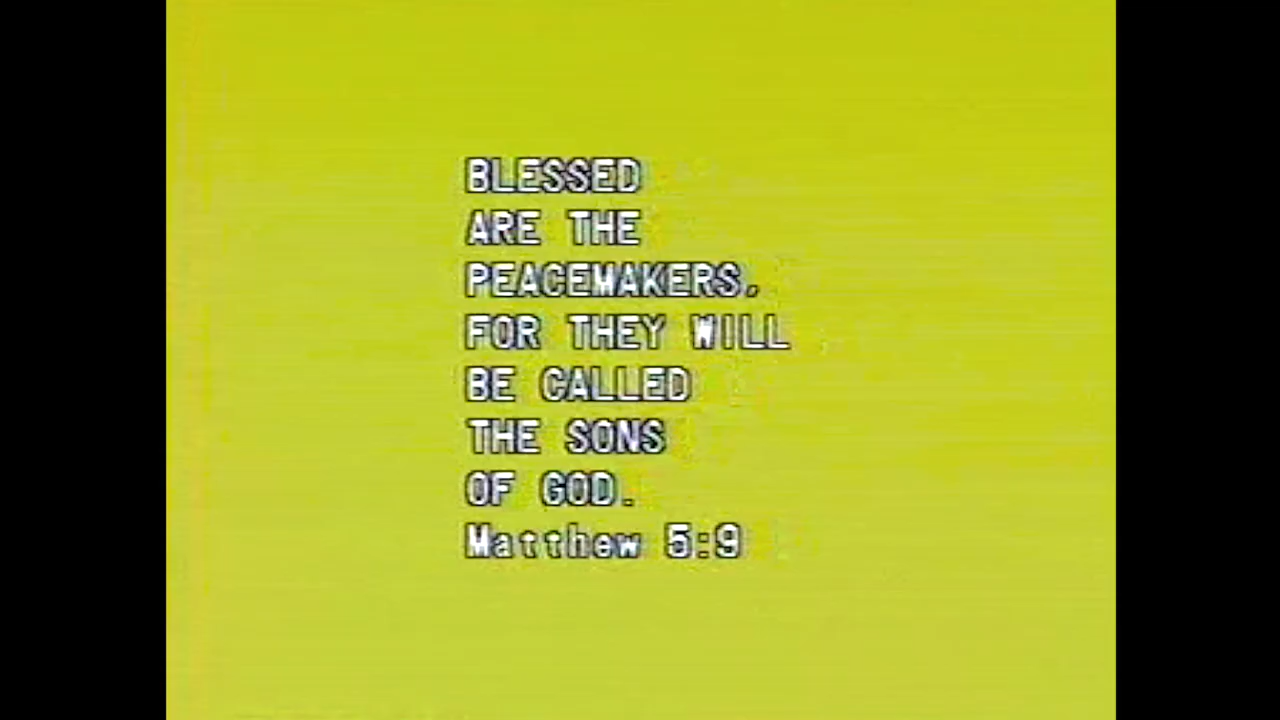 BLESSED
ARE THE
PEACEMAKERS,
FOR THEY WILL
BE CALLED
THE SONS
OF GOD.
Matthew 5:9